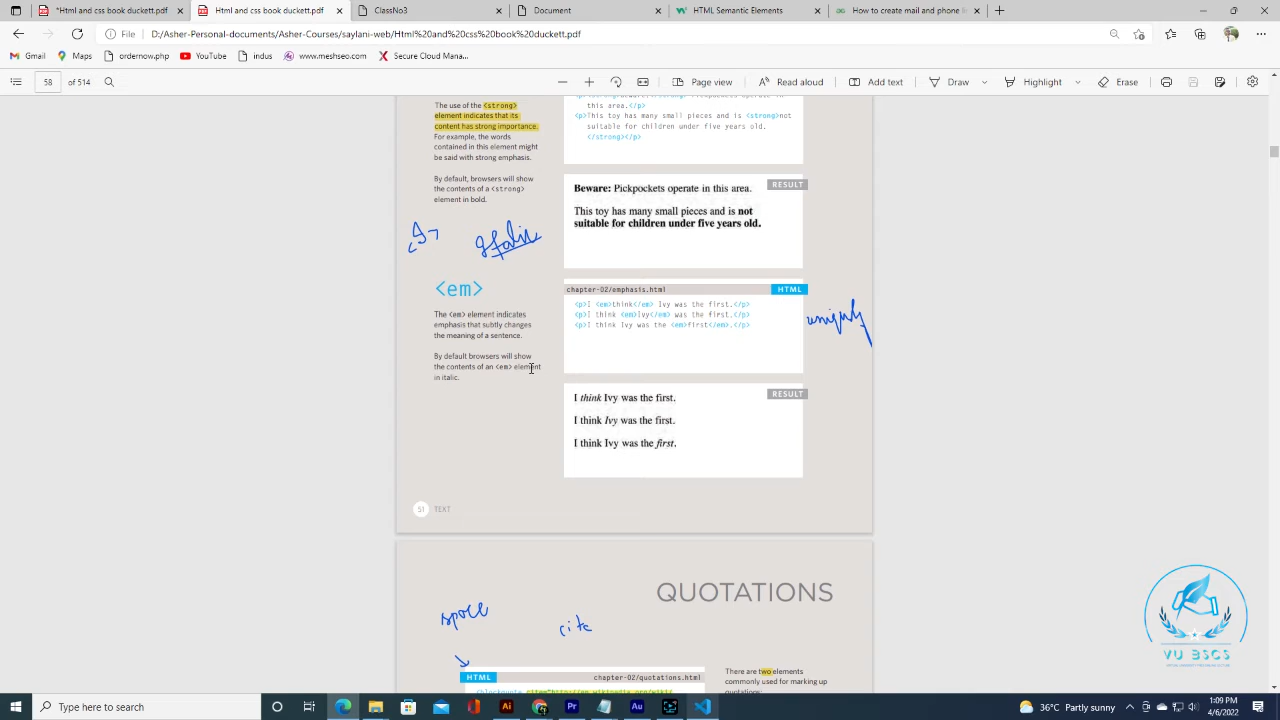 Html and css book duckett.pdf
Html and css book duckett.pdf
ClassNo3
Document
Document
W3docs
How to create mail and phone li
File
D:/Asher-Personal-documents/Asher-Courses/saylani-web/Html%20and%20css%20book%20duckett.pdf
Gmail
Maps
ordernow.php
YouTube
indus
www.meshseo.com
Secure Cloud Mana...
58 of 514
Page view
Read aloud
Add text
Draw
Highlight
Erase
The use of the <strong>
element indicates that its
content has strong importance.
For example, the words
contained in this element might
be said with strong emphasis.
By default, browsers will show
the contents of a <strong>
element in bold.
this area.</p>
<p>This toy has many small pieces and is <strong>not
suitable for children under five years old.
</strong></p>
RESULT
Beware: Pickpockets operate in this area.
This toy has many small pieces and is not
suitable for children under five years old.
<em>
The <em> element indicates
emphasis that subtly changes
the meaning of a sentence.
By default browsers will show
the contents of an <em> element
in italic.
chapter-02/emphasis.html
HTML
<p>I <em>think</em> Ivy was the first.</p>
<p>I think <em>Ivy</em> was the first.</p>
<p>I think Ivy was the <em>first</em>.</p>
RESULT
I think Ivy was the first.
I think Ivy was the first.
I think Ivy was the first.
51 TEXT
QUOTATIONS
cite
HTML
chapter-02/quotations.html
There are two elements
commonly used for marking up
quotations:
VU BSCS
Type here to search
36°C Partly sunny
1:09 PM
4/6/2022